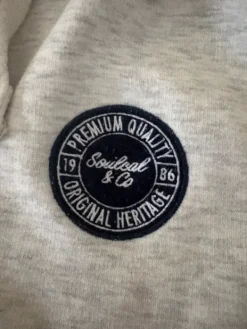 PREMIUM QUALITY
19 86
Soulcal
& Co
ORIGINAL HERITAGE